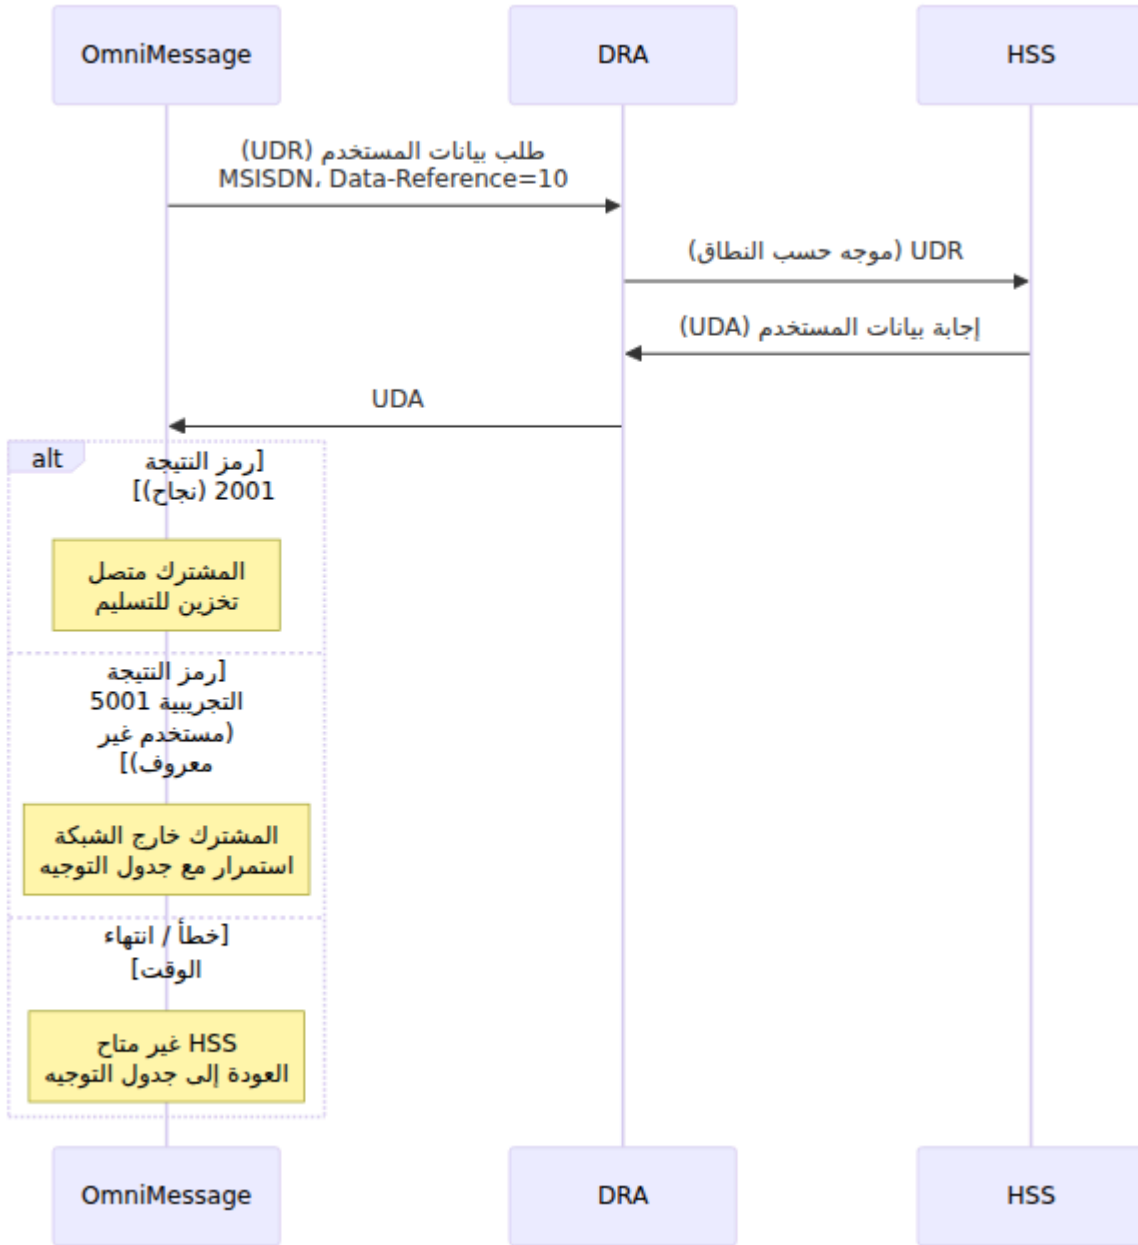 OmniMessage
DRA
HSS
طلب بيانات المستخدم (UDR)
MSISDN، Data-Reference=10
UDR (موجه حسب النطاق)
إجابة بيانات المستخدم (UDA)
UDA
alt
[رمز النتيجة
2001 (نجاح)]
المشترك متصل
تخزين للتسليم
[رمز النتيجة
التجريبية 5001
(مستخدم غير
معروف)]
المشترك خارج الشبكة
استمرار مع جدول التوجيه
[خطأ / انتهاء
الوقت]
HSS غير متاح
العودة إلى جدول التوجيه
OmniMessage
DRA
HSS